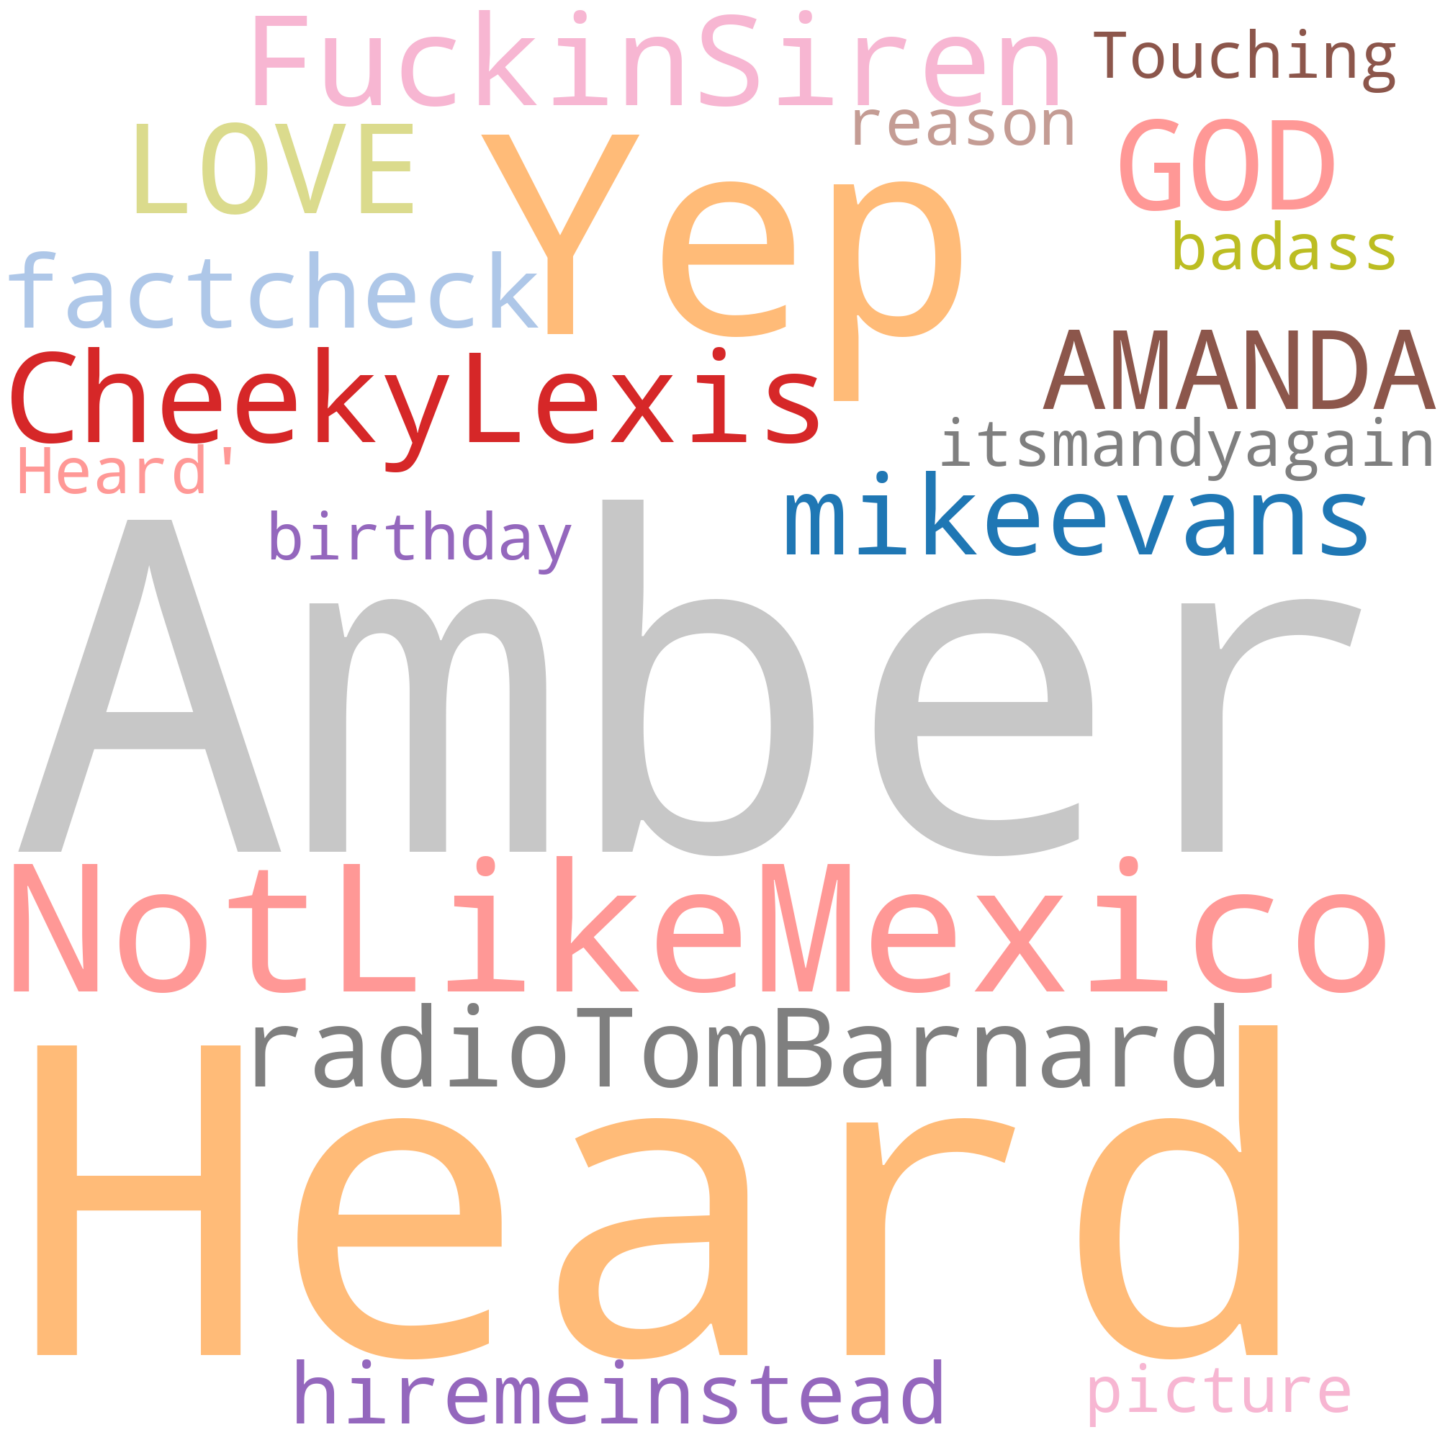 FuckinSiren
Touching
reason
LOVE
Yep
GOD
badass
factcheck
CheekyLexis
AMANDA
itsmandyagain
Heard'
mikeevans
birthday
Amber
NotLikeMexico
radioTomBarnard
Heard
hiremeinstead
picture